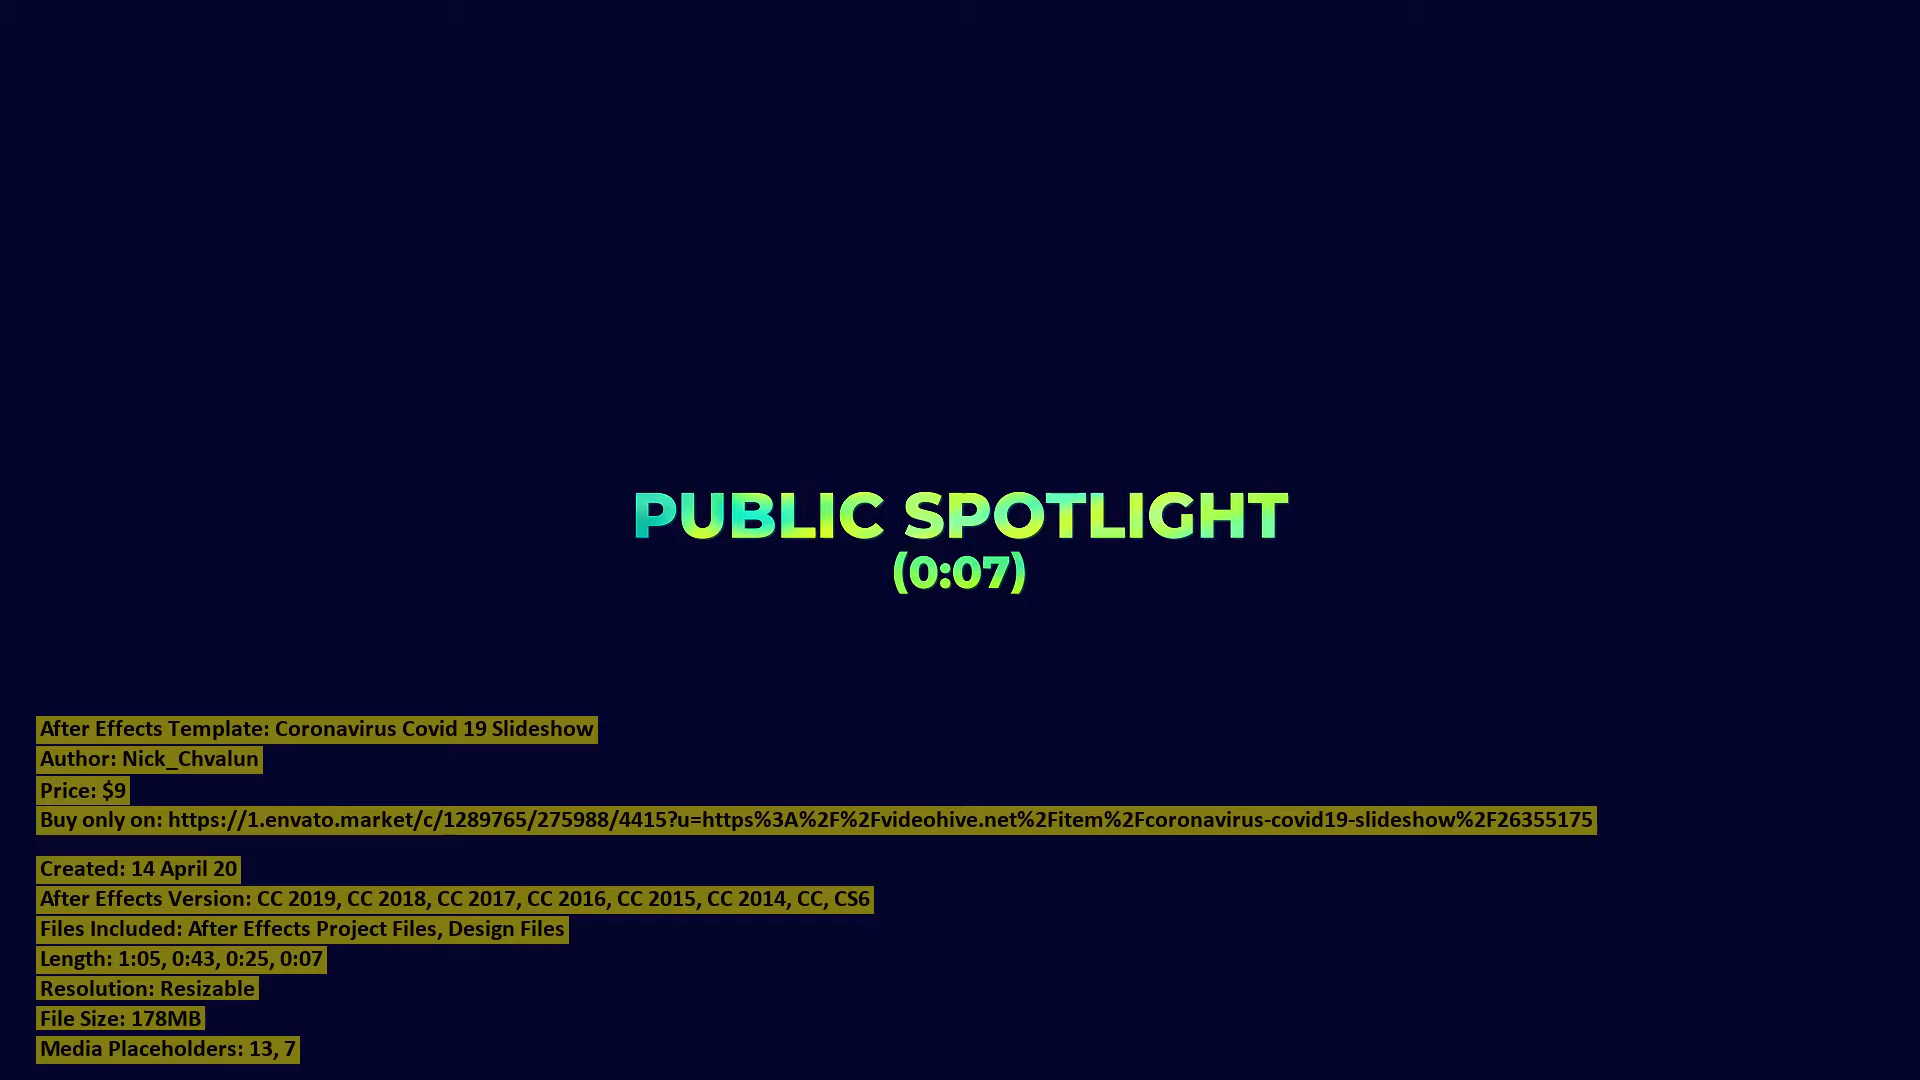 PUBLIC SPOTLIGHT
(0:07)
After Effects Template: Coronavirus Covid 19 Slideshow
Author: Nick_Chvalun
Price: $9
Buy only on: https://1.envato.market/c/1289765/275988/4415?u=https%3A%2F%2Fvideohive.net%2Fitem%2Fcoronavirus-covid19-slideshow%2F26355175
Created: 14 April 20
After Effects Version: CC 2019, CC 2018, CC 2017, CC 2016, CC 2015, CC 2014, CC, CS6
Files Included: After Effects Project Files, Design Files
Length: 1:05, 0:43, 0:25, 0:07
Resolution: Resizable
File Size: 178MB
Media Placeholders: 13, 7